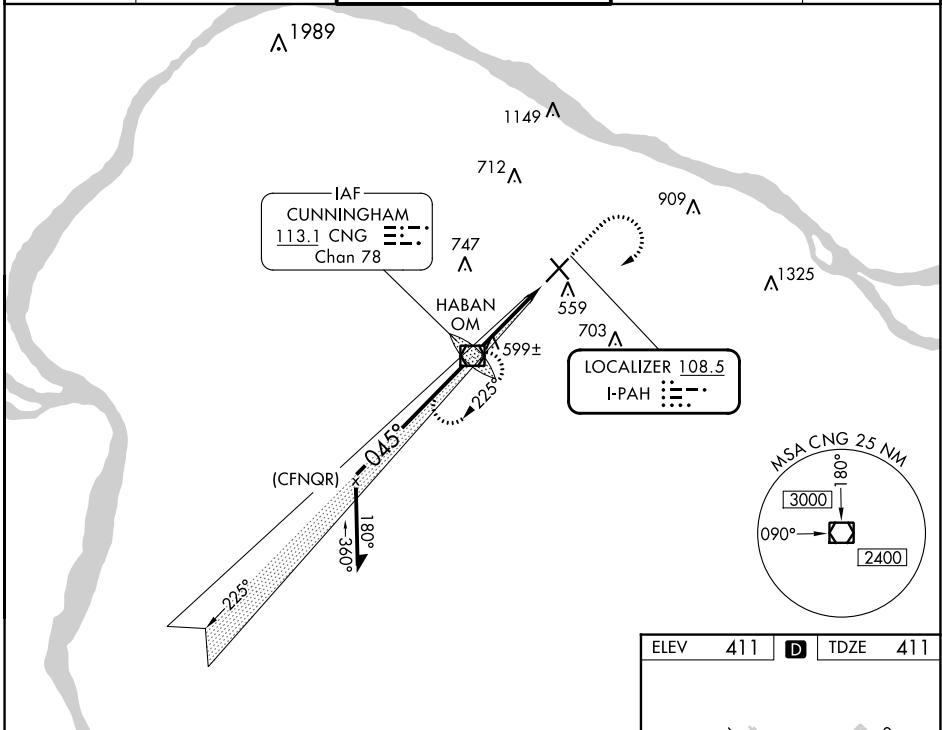 1989
1149
712
909
IAF
CUNNINGHAM
113.1 CNG
Chan 78
747
1325
HABAN
OM
559
703
599±
LOCALIZER 108.5
I-PAH
225°
045°
(CFNQR)
180°
360°
225°
MSA CNG 25 NM
180°
3000
090°
2400
ELEV 411 D TDZE 411